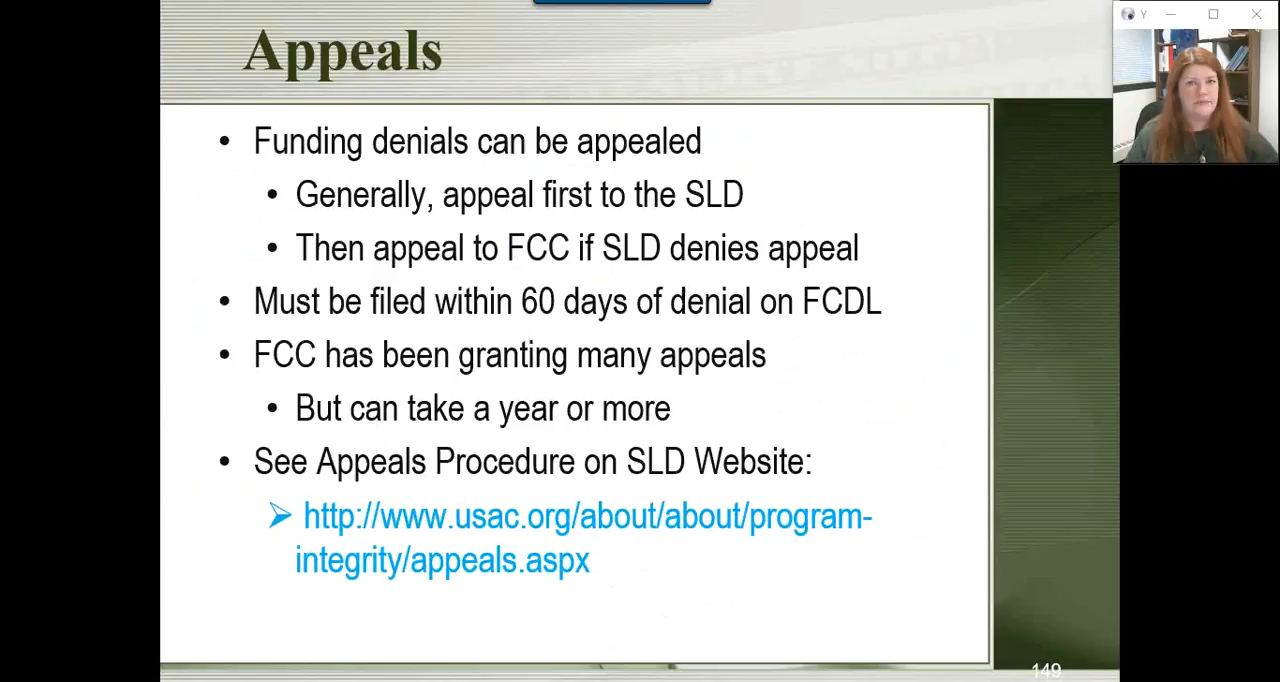 Y
Appeals
• Funding denials can be appealed
• Generally, appeal first to the SLD
• Then appeal to FCC if SLD denies appeal
• Must be filed within 60 days of denial on FCDL
• FCC has been granting many appeals
• But can take a year or more
• See Appeals Procedure on SLD Website:
➢ http://www.usac.org/about/about/program-
integrity/appeals.aspx
149